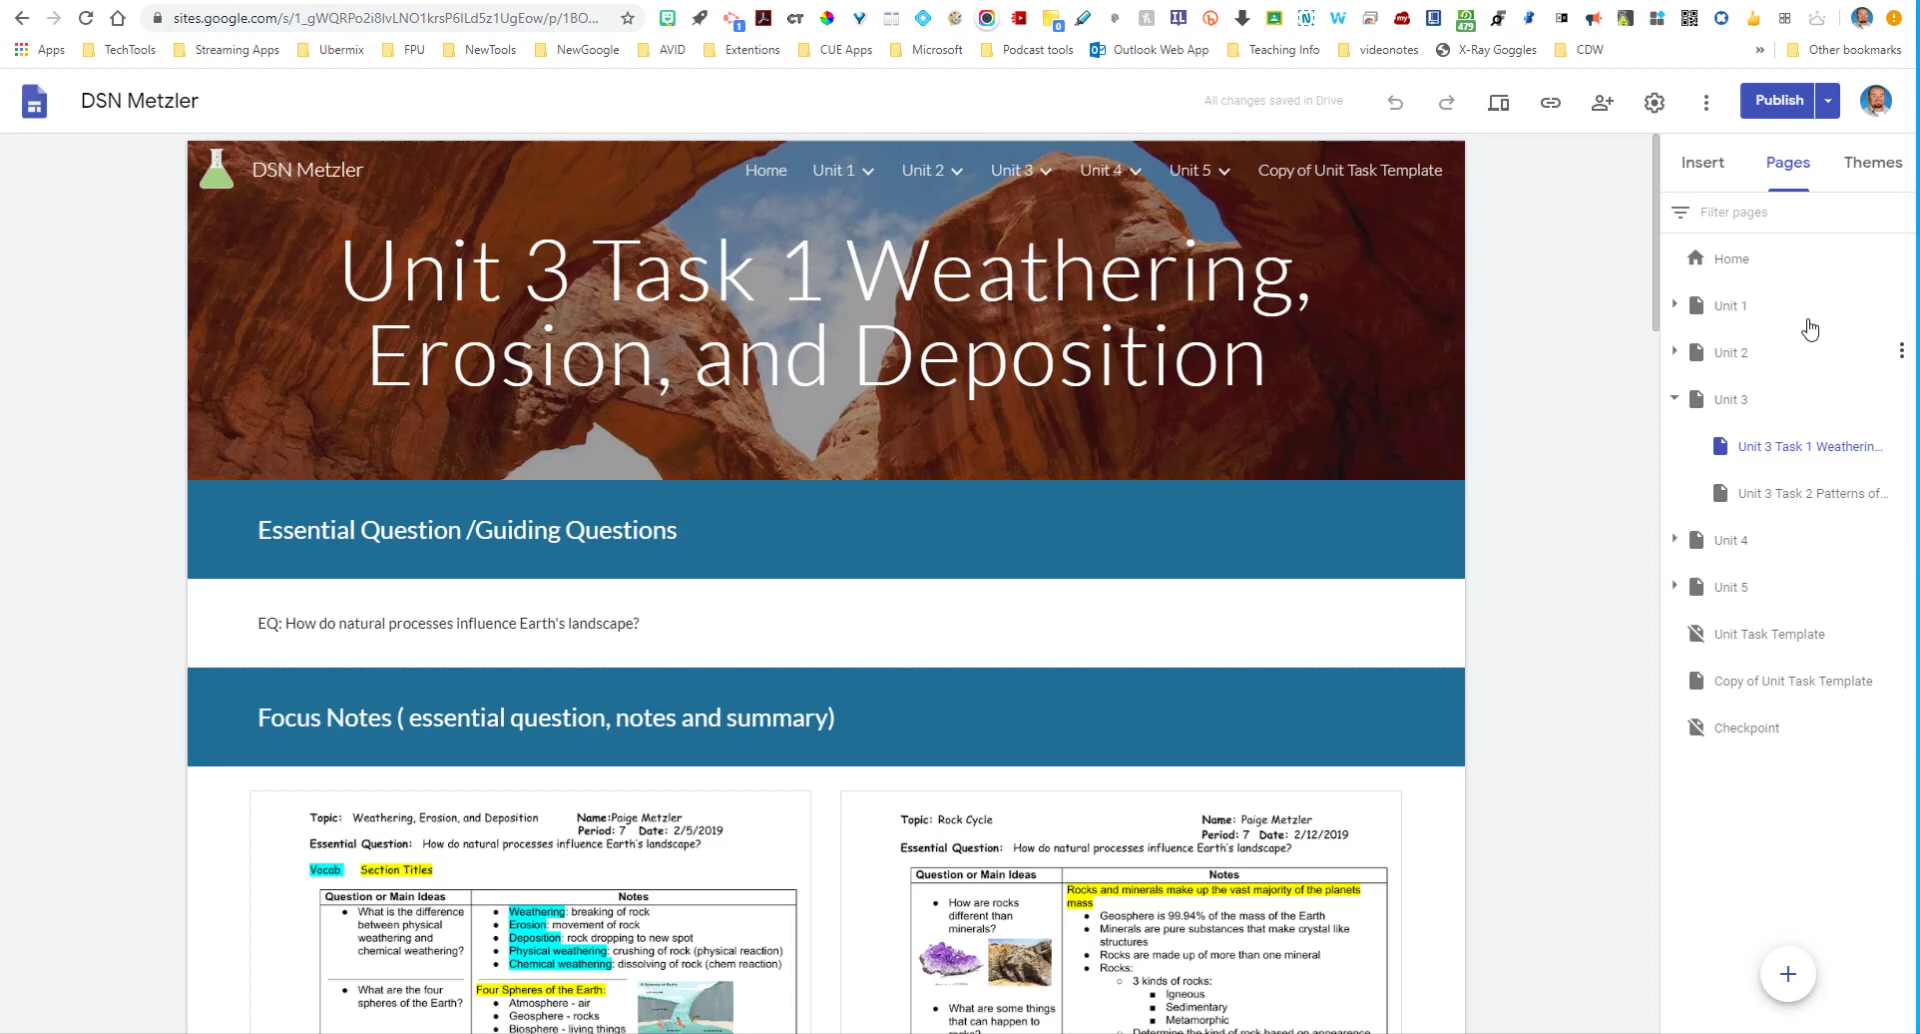 sites.google.com/s/1_gWQRPo2i8lvLNO1krsP6ILd5z1UgEow/p/1BO...
CT
1
0
479
Apps TechTools Streaming Apps Ubermix FPU NewTools NewGoogle AVID Extentions CUE Apps Microsoft Podcast tools Outlook Web App Teaching Info videonotes X-Ray Goggles CDW » Other bookmarks
DSN Metzler
All changes saved in Drive
Publish
DSN Metzler
Home Unit 1 Unit 2 Unit 3 Unit 4 Unit 5 Copy of Unit Task Template
Unit 3 Task 1 Weathering,
Erosion, and Deposition
Essential Question /Guiding Questions
EQ: How do natural processes influence Earth's landscape?
Focus Notes ( essential question, notes and summary)
Topic: Weathering, Erosion, and Deposition Name:Paige Metzler
Period: 7 Date: 2/5/2019
Essential Question: How do natural processes influence Earth's landscape?
Vocab Section Titles
Question or Main Ideas Notes
• What is the difference
between physical
weathering and
chemical weathering?
• Weathering: breaking of rock
• Erosion: movement of rock
• Deposition: rock dropping to new spot
• Physical weathering: crushing of rock (physical reaction)
• Chemical weathering: dissolving of rock (chem reaction)
• What are the four
spheres of the Earth?
Four Spheres of the Earth:
• Atmosphere - air
• Geosphere - rocks
• Biosphere - living things
Topic: Rock Cycle Name: Paige Metzler
Period: 7 Date: 2/12/2019
Essential Question: How do natural processes influence Earth's landscape?
Question or Main Ideas Notes
• How are rocks
different than
minerals?
• What are some things
that can happen to
rocks?
Rocks and minerals make up the vast majority of the planets
mass
• Geosphere is 99.94% of the mass of the Earth
• Minerals are pure substances that make crystal like
structures
• Rocks are made up of more than one mineral
• Rocks:
○ 3 kinds of rocks:
■ Igneous
■ Sedimentary
■ Metamorphic
○ Determine the kind of rock based on appearence
Insert Pages Themes
Filter pages
Home
Unit 1
Unit 2
Unit 3
Unit 3 Task 1 Weatherin...
Unit 3 Task 2 Patterns of...
Unit 4
Unit 5
Unit Task Template
Copy of Unit Task Template
Checkpoint